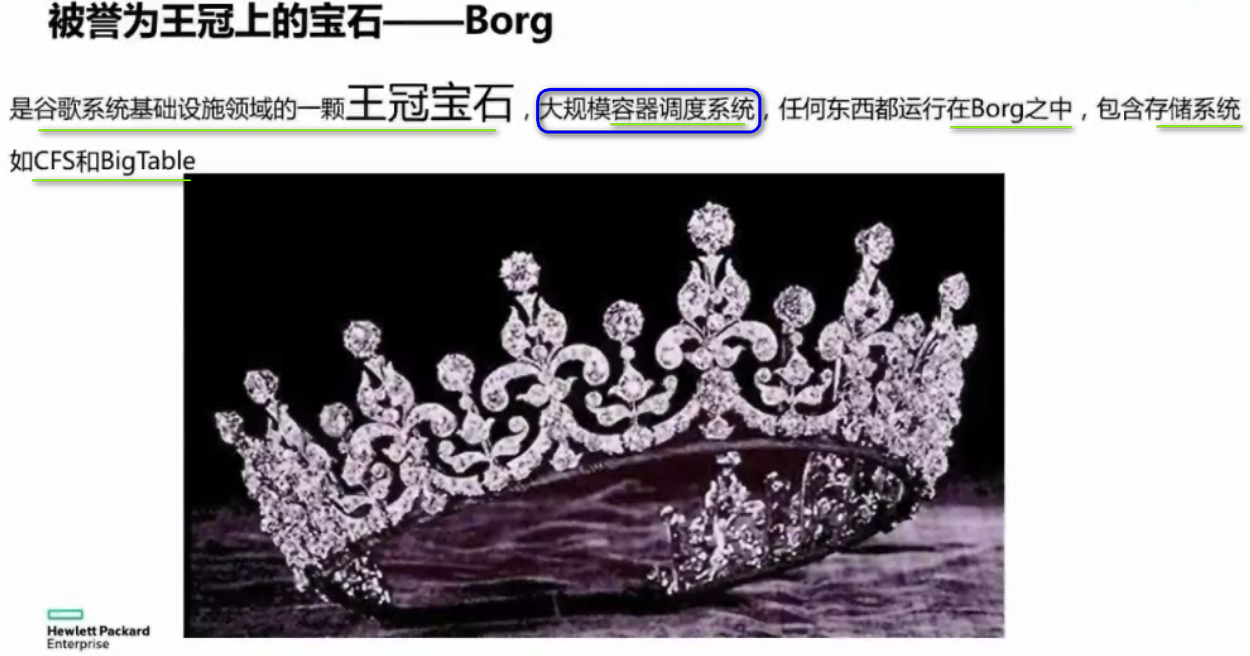 被誉为王冠上的宝石——Borg
是谷歌系统基础设施领域的一颗王冠宝石，大规模容器调度系统，任何东西都运行在Borg之中，包含存储系统
如CFS和BigTable
Hewlett Packard
Enterprise